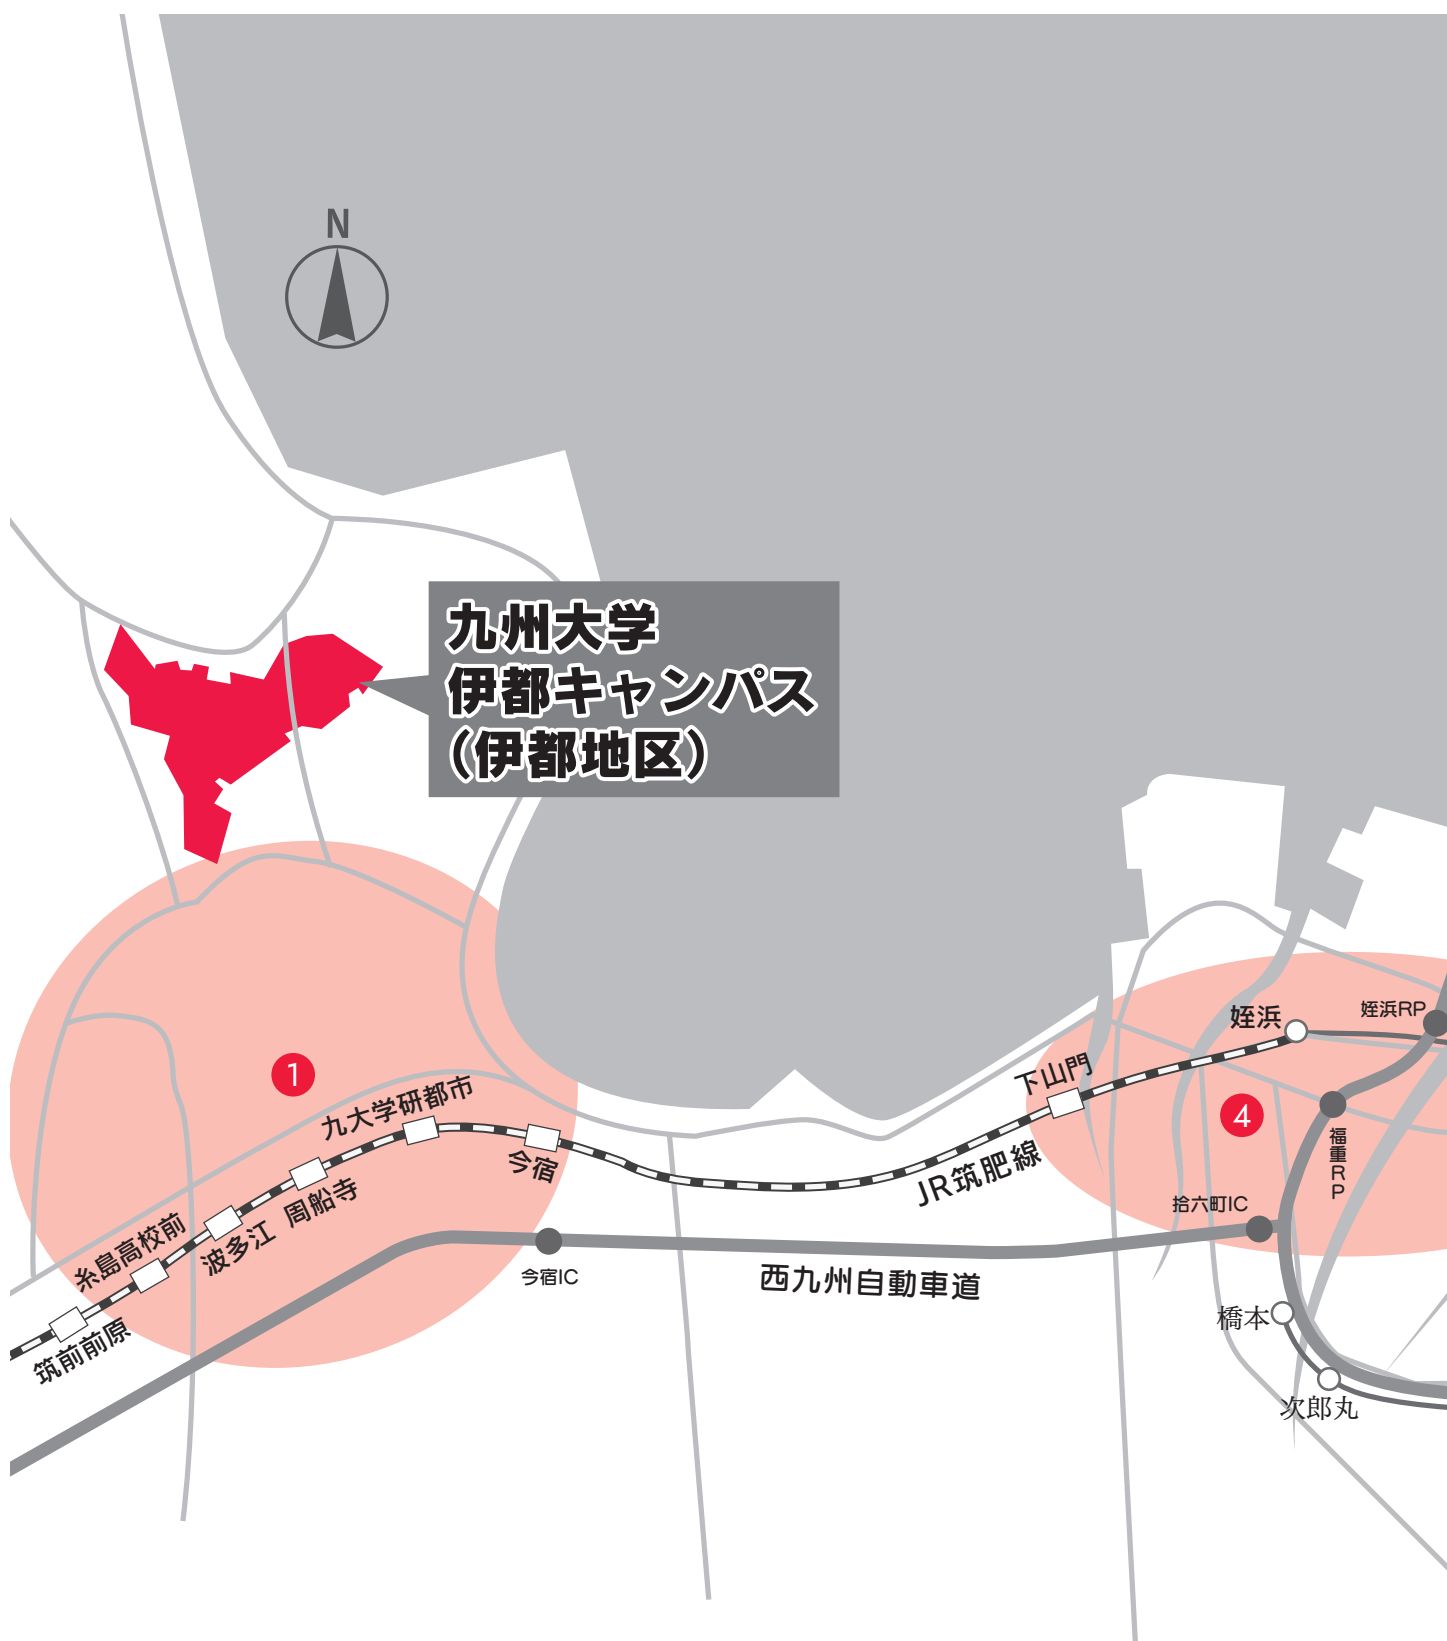 N
九州大学
伊都キャンパス
（伊都地区）
1
九大学研都市
今宿
周船寺
波多江
糸島高校前
筑前前原
今宿IC
西九州自動車道
JR筑肥線
下山門
姪浜
姪浜RP
4
福重RP
拾六町IC
橋本
次郎丸